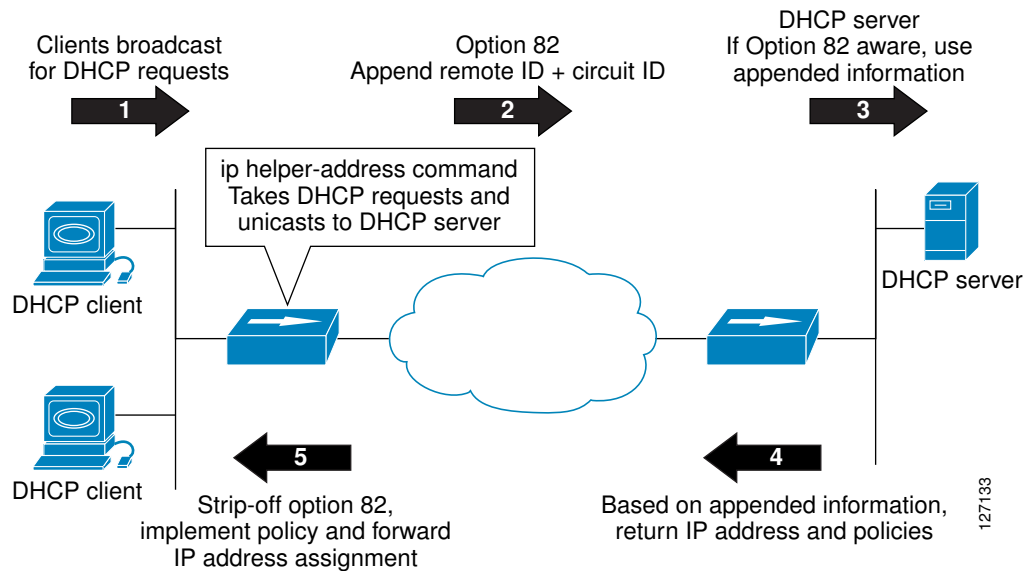 Clients broadcast
for DHCP requests
1
Option 82
Append remote ID + circuit ID
2
DHCP server
If Option 82 aware, use
appended information
3
ip helper-address command
Takes DHCP requests and
unicasts to DHCP server
DHCP client
DHCP server
DHCP client
5
Strip-off option 82,
implement policy and forward
IP address assignment
4
Based on appended information,
return IP address and policies
127133